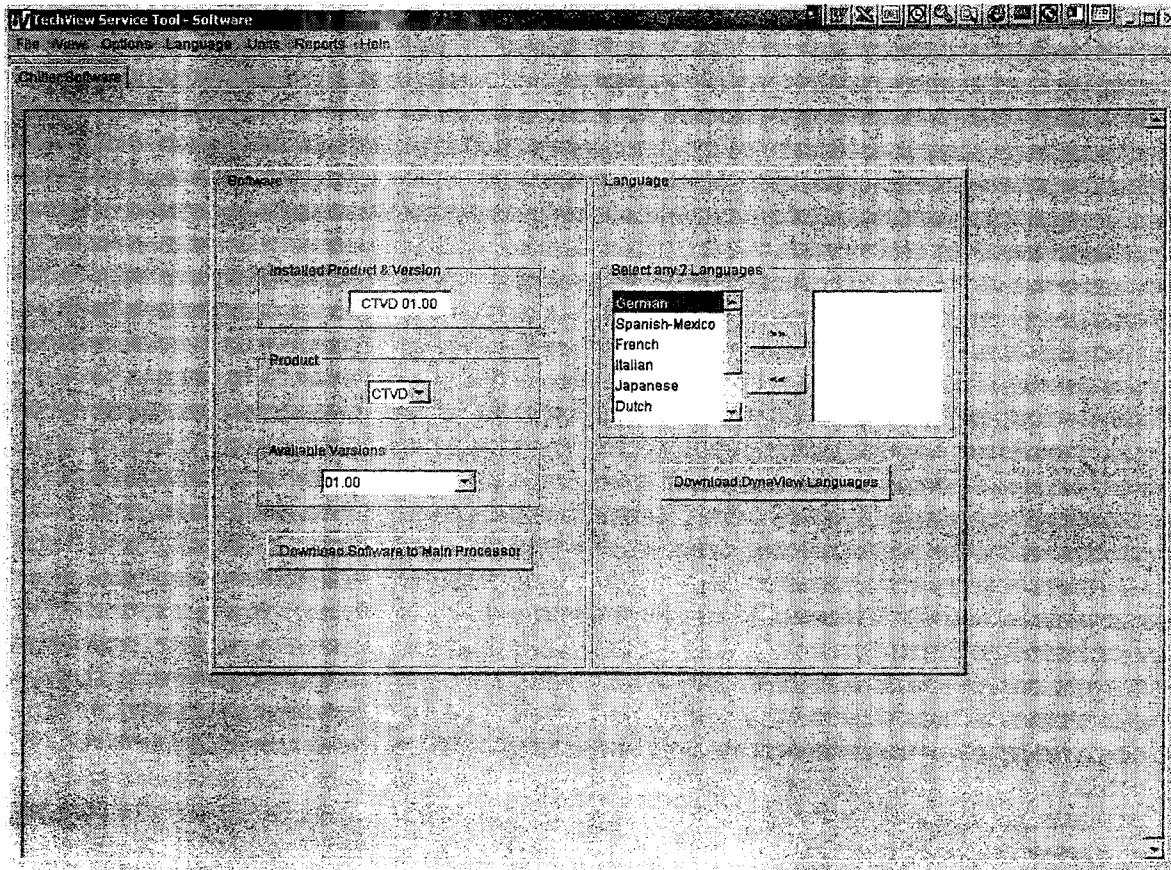 TechView Service Tool - Software
File View Options Language Units Reports Help
Chiller Software
Software
Installed Product & Version
CTVD 01.00
Product
CTVD
Available Versions
01.00
Download Software to Main Processor
Language
Select any 2 Languages
German
Spanish-Mexico
French
Italian
Japanese
Dutch
>>
<<
Download DynaView Languages